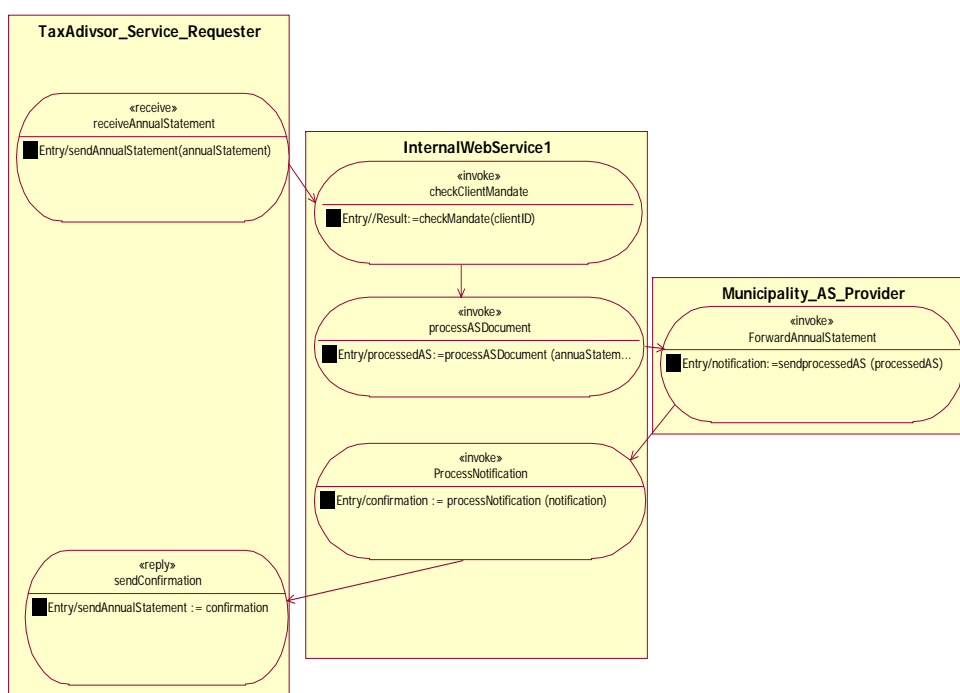 TaxAdivsor_Service_Requester
«receive»
receiveAnnualStatement
Entry/sendAnnualStatement(annualStatement)
InternalWebService1
«invoke»
checkClientMandate
Entry//Result:=checkMandate(clientID)
«invoke»
processASDocument
Entry/processedAS:=processASDocument (annuaStatem...
Municipality_AS_Provider
«invoke»
ForwardAnnualStatement
Entry/notification:=sendprocessedAS (processedAS)
«invoke»
ProcessNotification
Entry/confirmation := processNotification (notification)
«reply»
sendConfirmation
Entry/sendAnnualStatement := confirmation